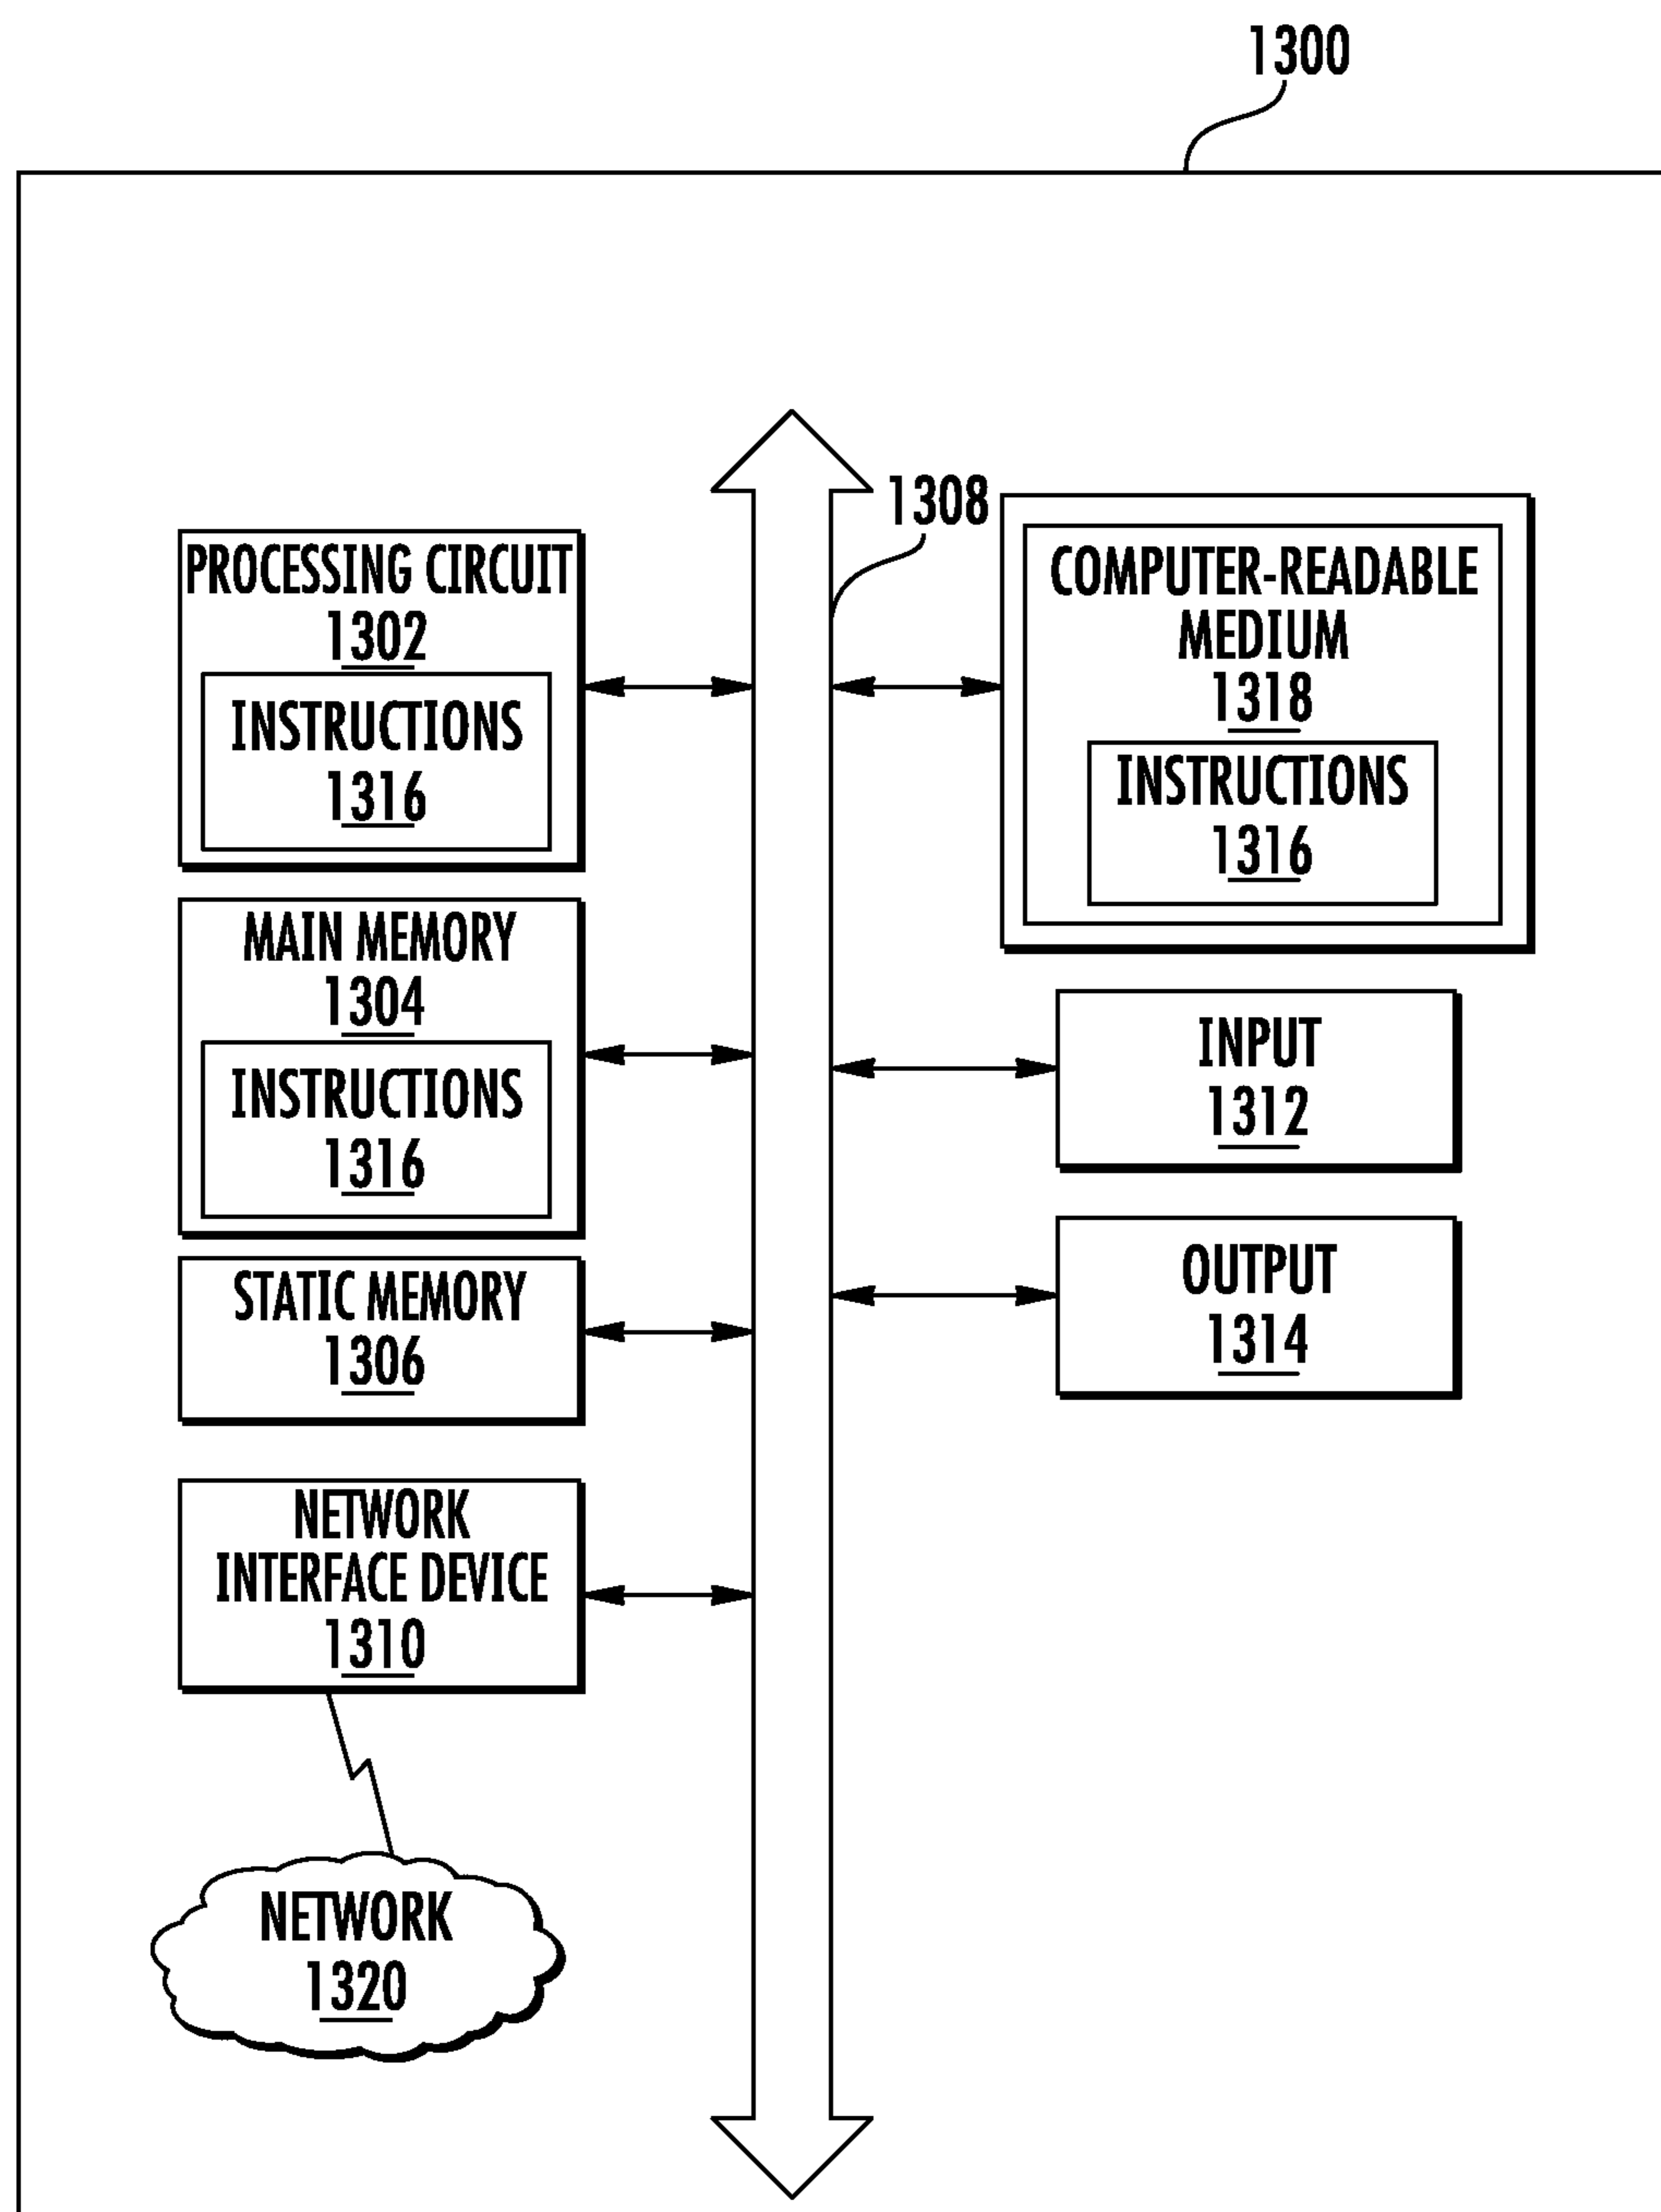 1300
1308
PROCESSING CIRCUIT
1302
INSTRUCTIONS
1316
MAIN MEMORY
1304
INSTRUCTIONS
1316
STATIC MEMORY
1306
NETWORK
INTERFACE DEVICE
1310
NETWORK
1320
COMPUTER-READABLE
MEDIUM
1318
INSTRUCTIONS
1316
INPUT
1312
OUTPUT
1314